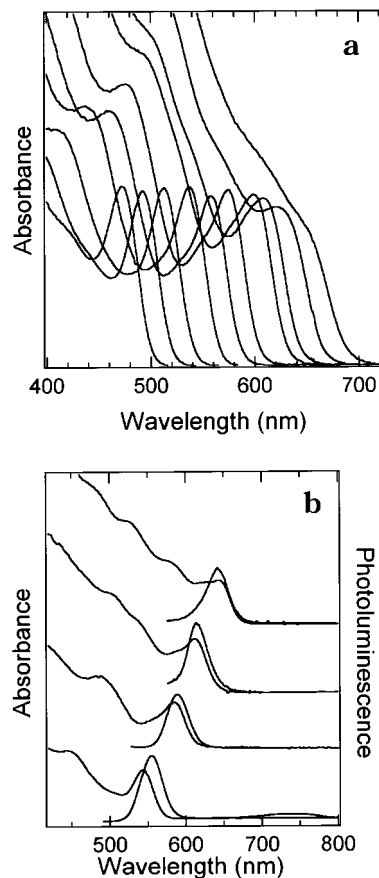 a
Absorbance
400 500 600 700
Wavelength (nm)
b
Absorbance
Photoluminescence
500 600 700 800
Wavelength (nm)